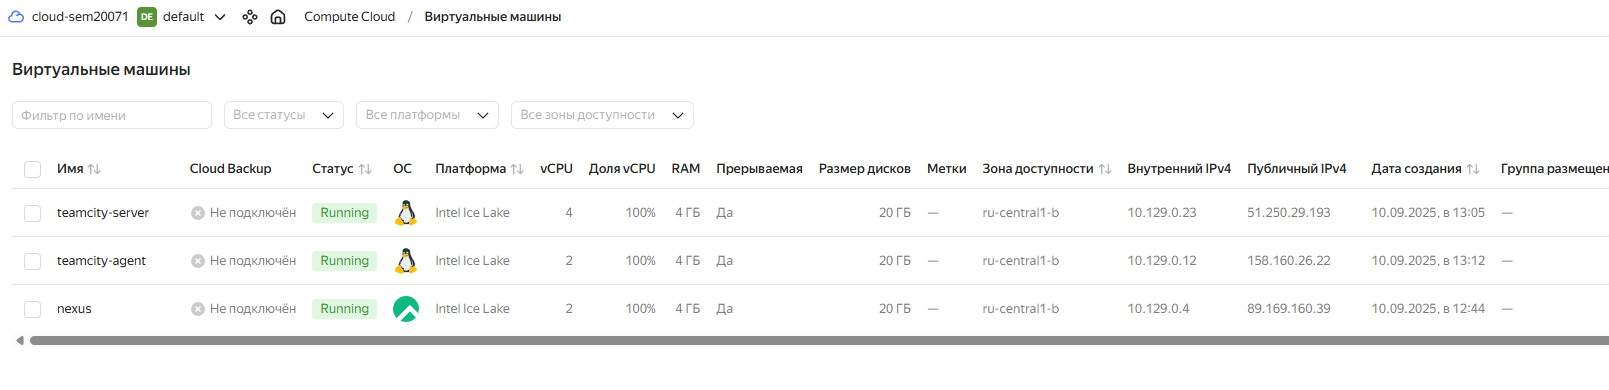 cloud-sem20071 DE default Compute Cloud / Виртуальные машины
Виртуальные машины
Фильтр по имени Все статусы Все платформы Все зоны доступности
Имя Cloud Backup Статус ОС Платформа vCPU Доля vCPU RAM Прерываемая Размер дисков Метки Зона доступности Внутренний IPv4 Публичный IPv4 Дата создания Группа размещен
teamcity-server Не подключён Running Intel Ice Lake 4 100% 4 ГБ Да 20 ГБ — ru-central1-b 10.129.0.23 51.250.29.193 10.09.2025, в 13:05 —
teamcity-agent Не подключён Running Intel Ice Lake 2 100% 4 ГБ Да 20 ГБ — ru-central1-b 10.129.0.12 158.160.26.22 10.09.2025, в 13:12 —
nexus Не подключён Running Intel Ice Lake 2 100% 4 ГБ Да 20 ГБ — ru-central1-b 10.129.0.4 89.169.160.39 10.09.2025, в 12:44 —